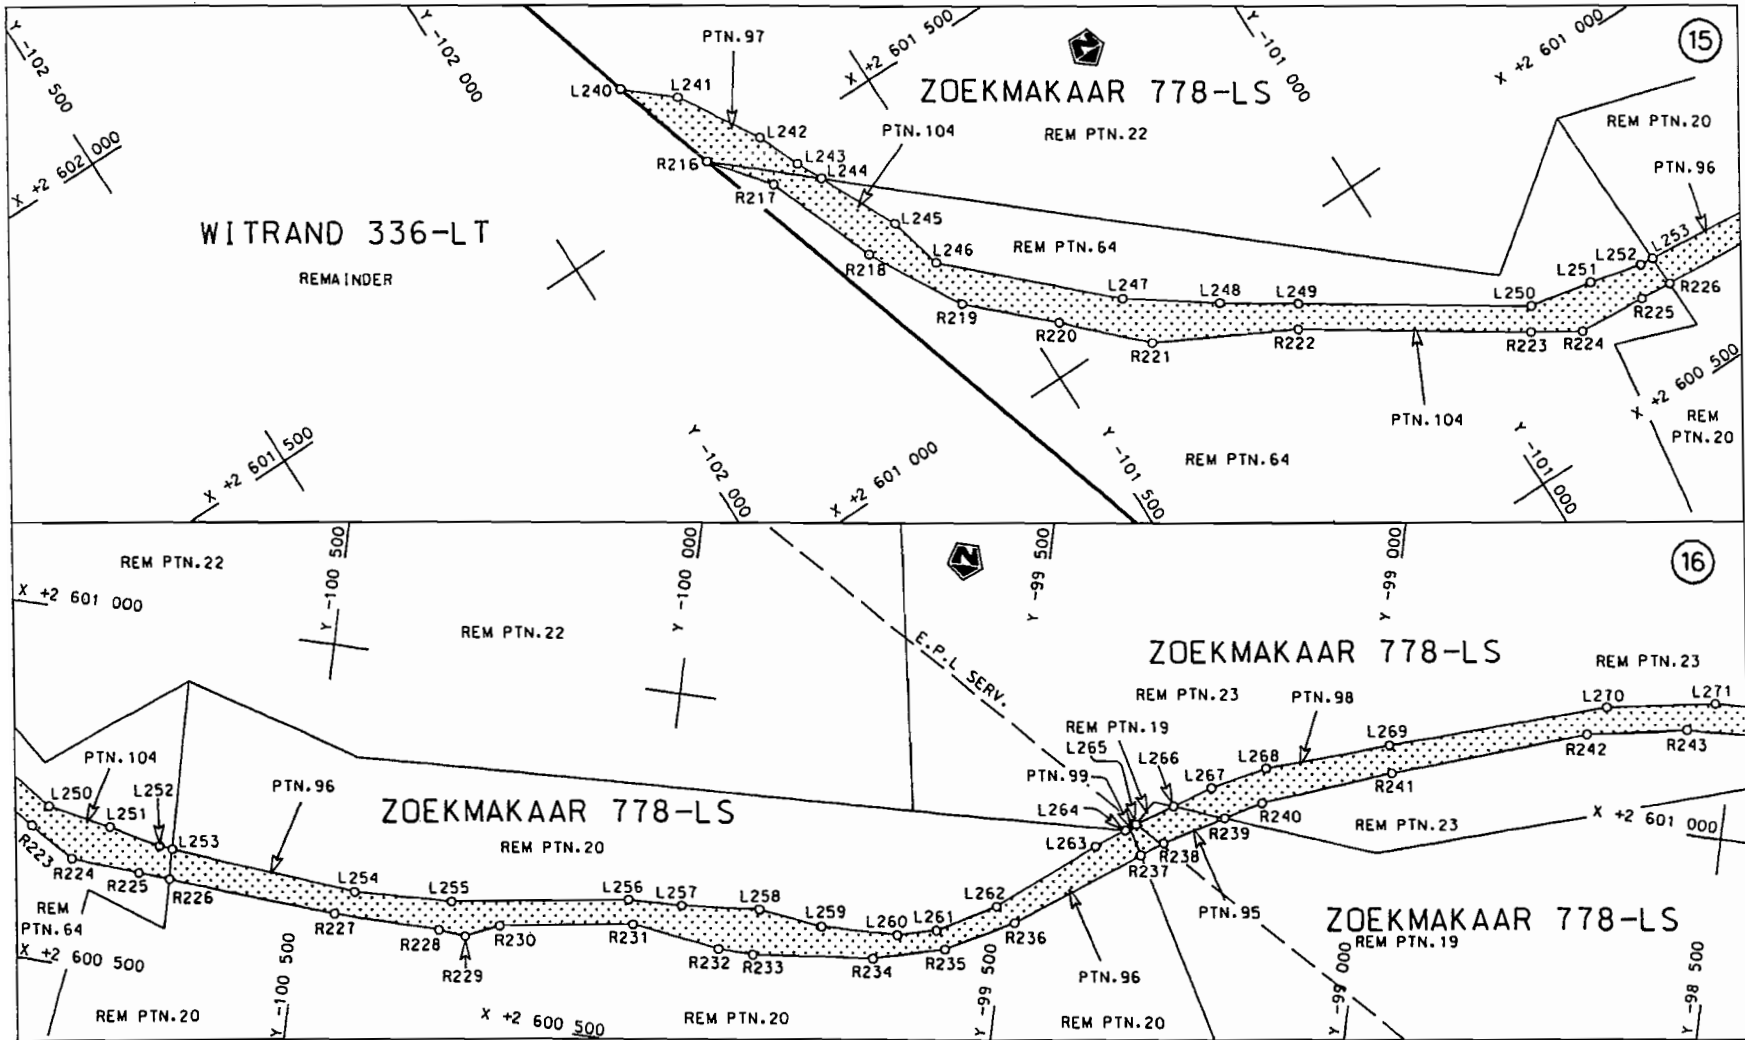 15
Y -102 500
Y -102 000
X +2 601 500
Y -101 000
X +2 601 000
PTN.97
L240
L241
L242
L243
L244
PTN.104
N
ZOEKMAKAAR 778-LS
REM PTN.22
REM PTN.20
PTN.96
X +2 602 000
R216
R217
WITRAND 336-LT
REMAINDER
L245
L246
REM PTN.64
R218
R219
R220
R221
L247
L248
L249
R222
L250
L251
L252
L253
R223
R224
R225
R226
PTN.104
X +2 600 500
REM
PTN.20
X +2 601 500
Y -102 000
X +2 601 000
Y -101 500
REM PTN.64
Y -101 000
16
REM PTN.22
X +2 601 000
Y -100 500
REM PTN.22
Y -100 000
N
Y -99 500
Y -99 000
E.P.L SERV.
ZOEKMAKAAR 778-LS
REM PTN.23
REM PTN.23
PTN.98
REM PTN.19
L265
L266
PTN.99
L264
L263
L267
L268
L269
L270
L271
R243
R242
R241
R240
R239
R238
R237
REM PTN.23
X +2 601 000
PTN.104
L250
L251
L252
L253
PTN.96
ZOEKMAKAAR 778-LS
REM PTN.20
R223
R224
R225
R226
L254
L255
L256
L257
L258
L259
L260
L261
L262
R227
R228
R229
R230
R231
R232
R233
R234
R235
R236
REM
PTN.64
X +2 600 500
PTN.95
PTN.96
ZOEKMAKAAR 778-LS
REM PTN.19
REM PTN.20
Y -100 500
X +2 600 500
REM PTN.20
Y -99 500
REM PTN.20
Y -99 000
Y -98 500